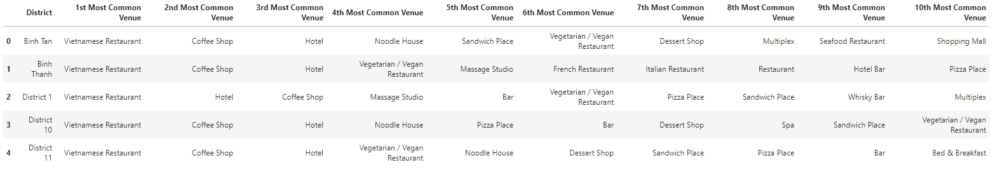 District 1st Most Common Venue 2nd Most Common Venue 3rd Most Common Venue 4th Most Common Venue 5th Most Common Venue 6th Most Common Venue 7th Most Common Venue 8th Most Common Venue 9th Most Common Venue 10th Most Common Venue
0 Binh Tan Vietnamese Restaurant Coffee Shop Hotel Noodle House Sandwich Place Vegetarian / Vegan Restaurant Dessert Shop Multiplex Seafood Restaurant Shopping Mall
1 Binh Thanh Vietnamese Restaurant Coffee Shop Hotel Vegetarian / Vegan Restaurant Massage Studio French Restaurant Italian Restaurant Restaurant Hotel Bar Pizza Place
2 District 1 Vietnamese Restaurant Hotel Coffee Shop Massage Studio Bar Vegetarian / Vegan Restaurant Pizza Place Sandwich Place Whisky Bar Multiplex
3 District 10 Vietnamese Restaurant Coffee Shop Hotel Noodle House Pizza Place Bar Dessert Shop Spa Sandwich Place Vegetarian / Vegan Restaurant
4 District 11 Vietnamese Restaurant Coffee Shop Hotel Vegetarian / Vegan Restaurant Noodle House Dessert Shop Sandwich Place Pizza Place Bar Bed & Breakfast